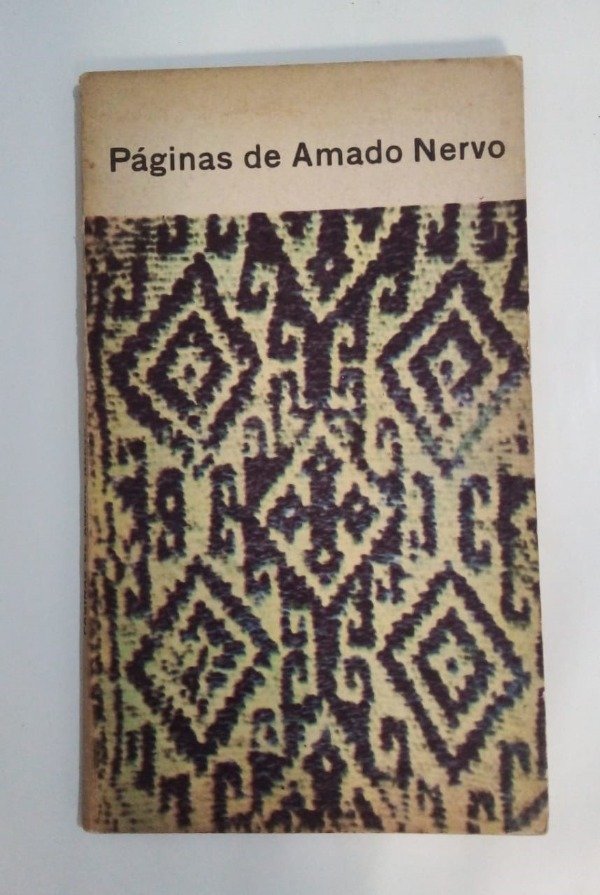 Páginas de Amado Nervo